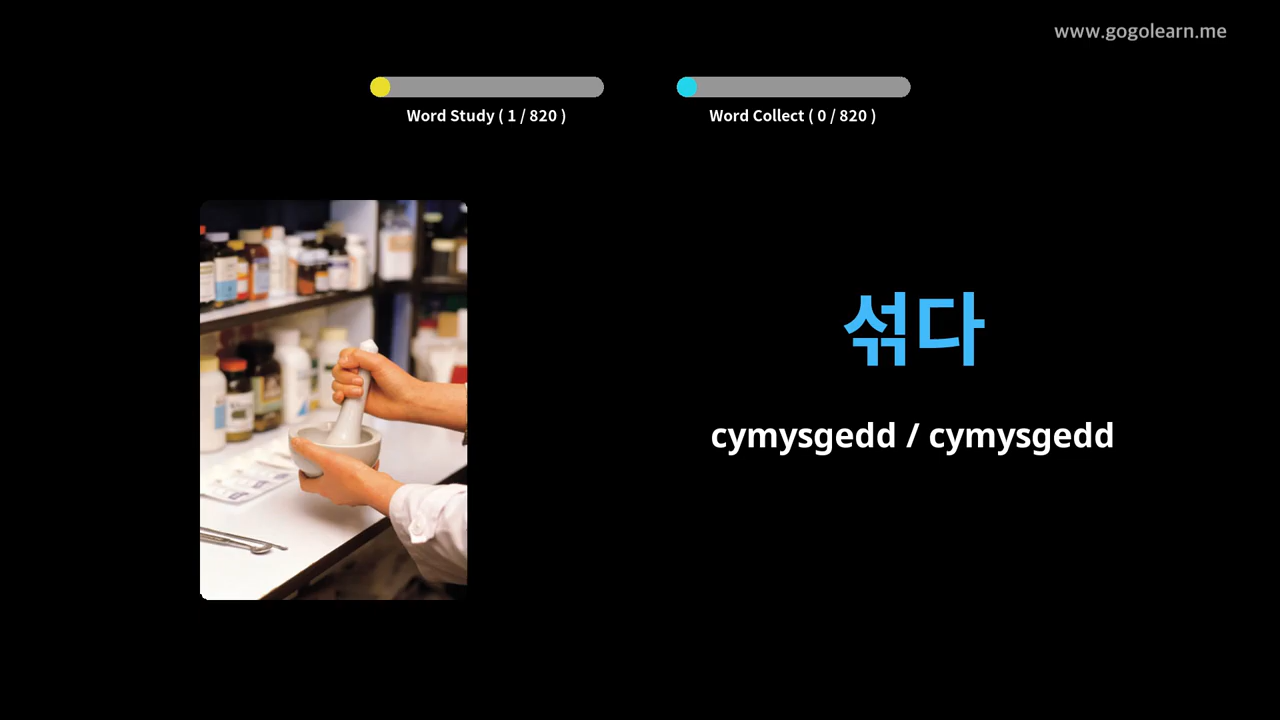 www.gogolearn.me
Word Study ( 1 / 820 )
Word Collect ( 0 / 820 )
섞다
cymysgedd / cymysgedd